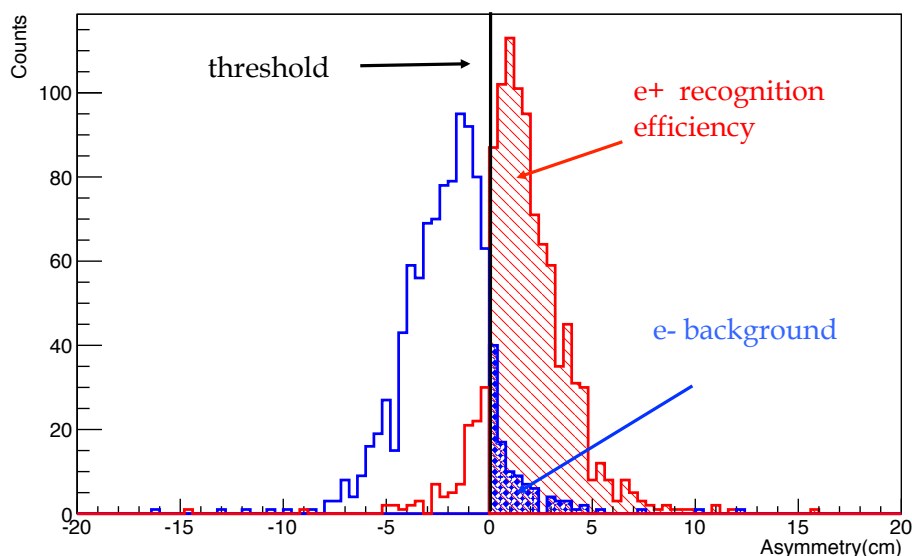 Counts
threshold
e+ recognition
efficiency
e- background
100
80
60
40
20
0
-20 -15 -10 -5 0 5 10 15 20
Asymmetry(cm)